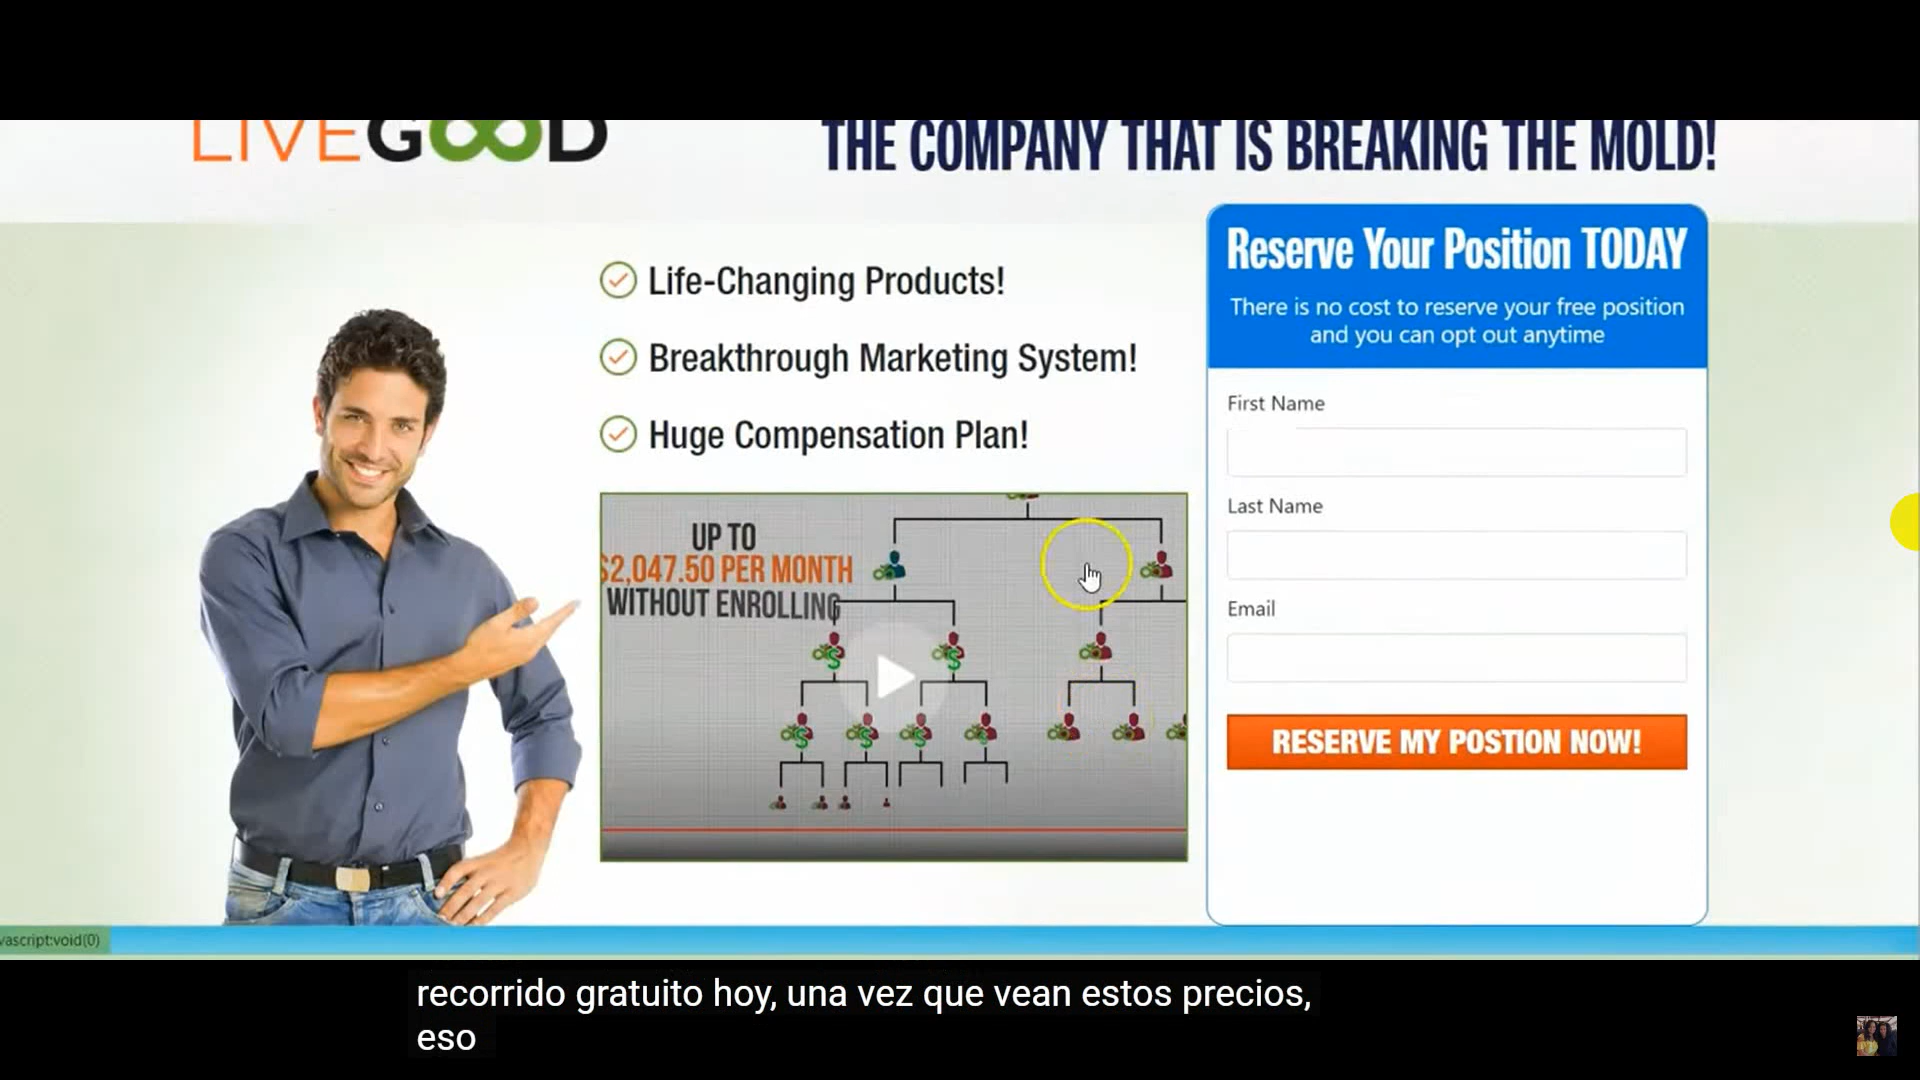 LIVEGOOD
THE COMPANY THAT IS BREAKING THE MOLD!
Life-Changing Products!
Breakthrough Marketing System!
Huge Compensation Plan!
UP TO
$2,047.50 PER MONTH
WITHOUT ENROLLING
Reserve Your Position TODAY
There is no cost to reserve your free position
and you can opt out anytime
First Name
Last Name
Email
RESERVE MY POSTION NOW!
vascript:void(0)
recorrido gratuito hoy, una vez que vean estos precios,
eso